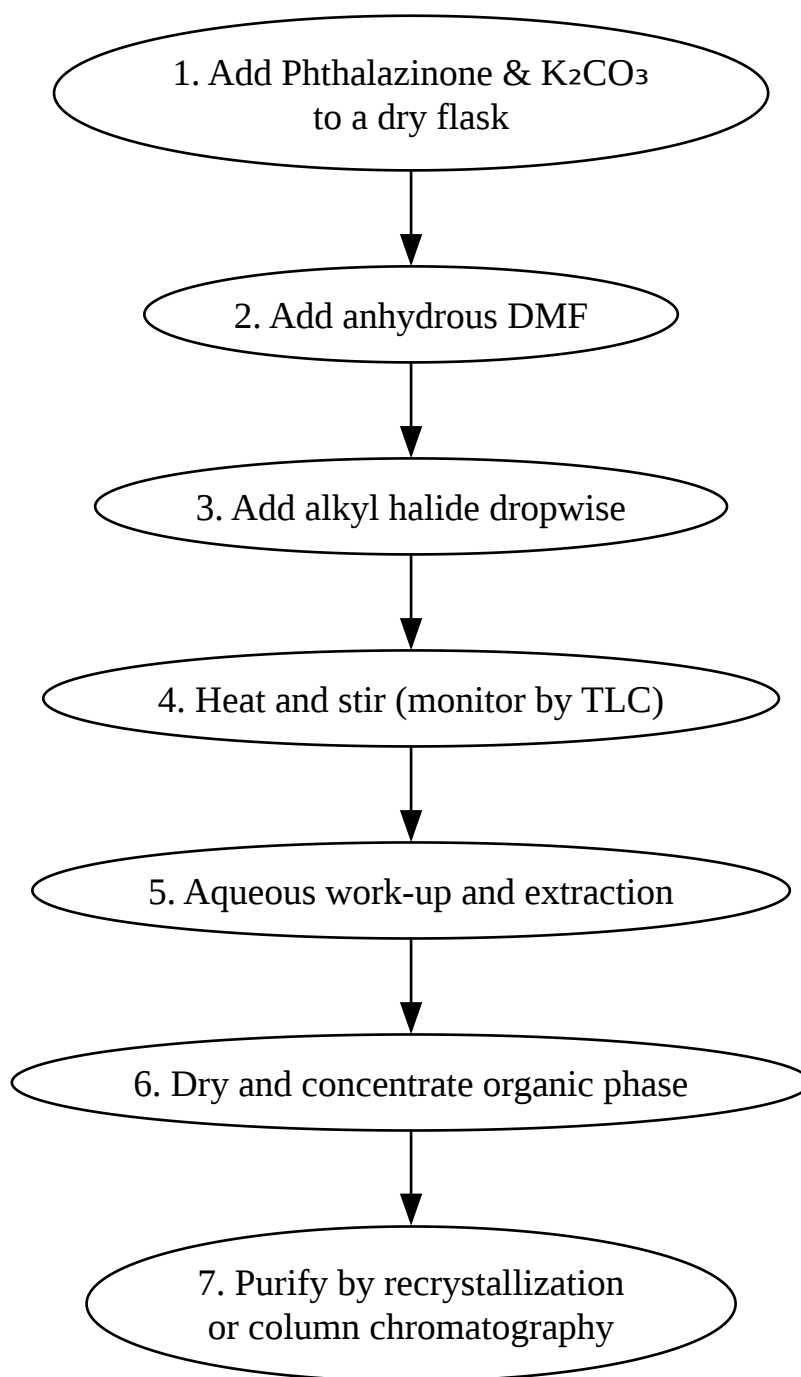 1. Add Phthalazinone & K₂CO₃
to a dry flask
2. Add anhydrous DMF
3. Add alkyl halide dropwise
4. Heat and stir (monitor by TLC)
5. Aqueous work-up and extraction
6. Dry and concentrate organic phase
7. Purify by recrystallization
or column chromatography